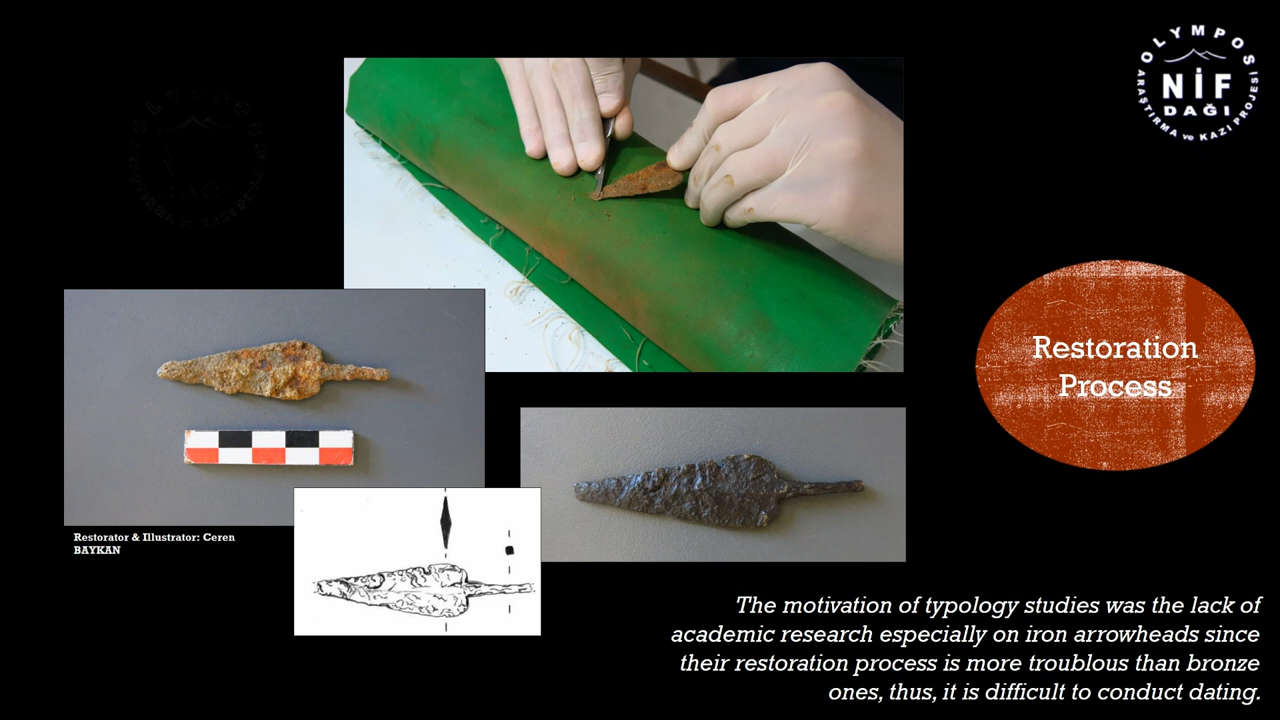 OLYMPOS
NİF
DAĞI
ARAŞTIRMA ve KAZI PROJESİ
Restoration
Process
Restorator & Illustrator: Ceren
BAYKAN
The motivation of typology studies was the lack of
academic research especially on iron arrowheads since
their restoration process is more troublous than bronze
ones, thus, it is difficult to conduct dating.